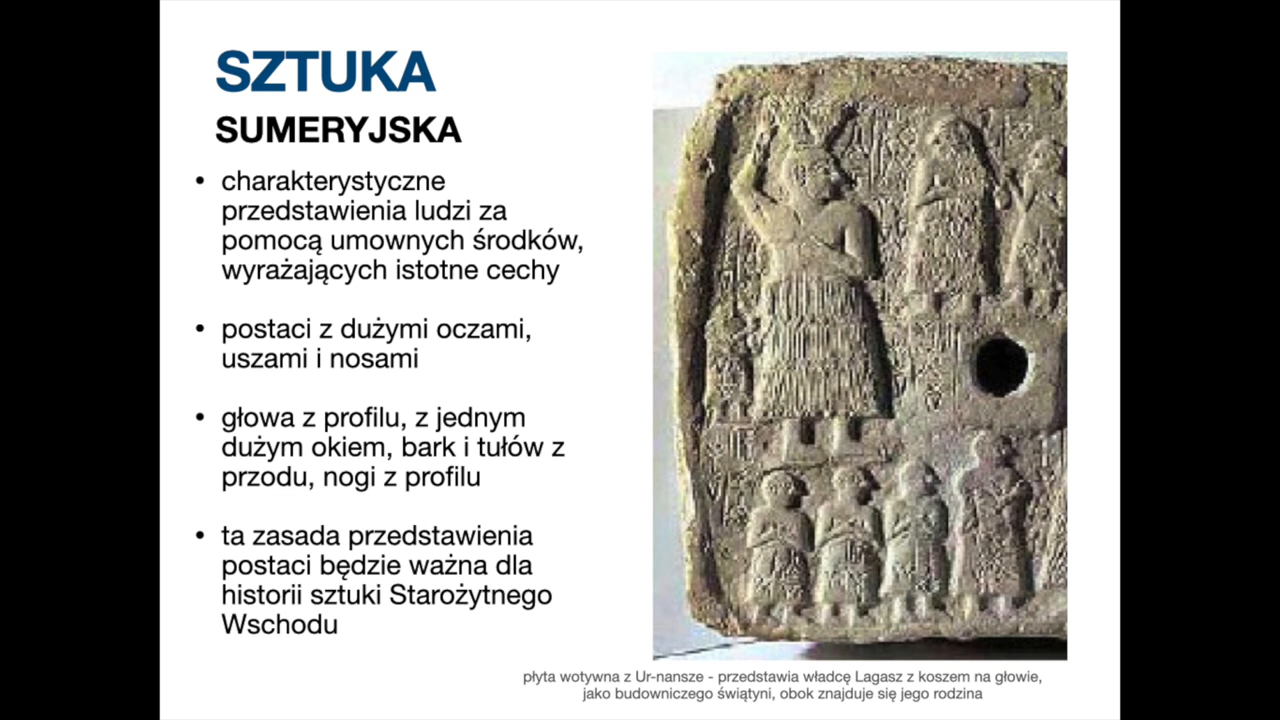 SZTUKA
SUMERYJSKA
• charakterystyczne
przedstawienia ludzi za
pomocą umownych środków,
wyrażających istotne cechy
• postaci z dużymi oczami,
uszami i nosami
• głowa z profilu, z jednym
dużym okiem, bark i tułów z
przodu, nogi z profilu
• ta zasada przedstawienia
postaci będzie ważna dla
historii sztuki Starożytnego
Wschodu
płyta wotywna z Ur-nansze - przedstawia władcę Lagasz z koszem na głowie,
jako budowniczego świątyni, obok znajduje się jego rodzina